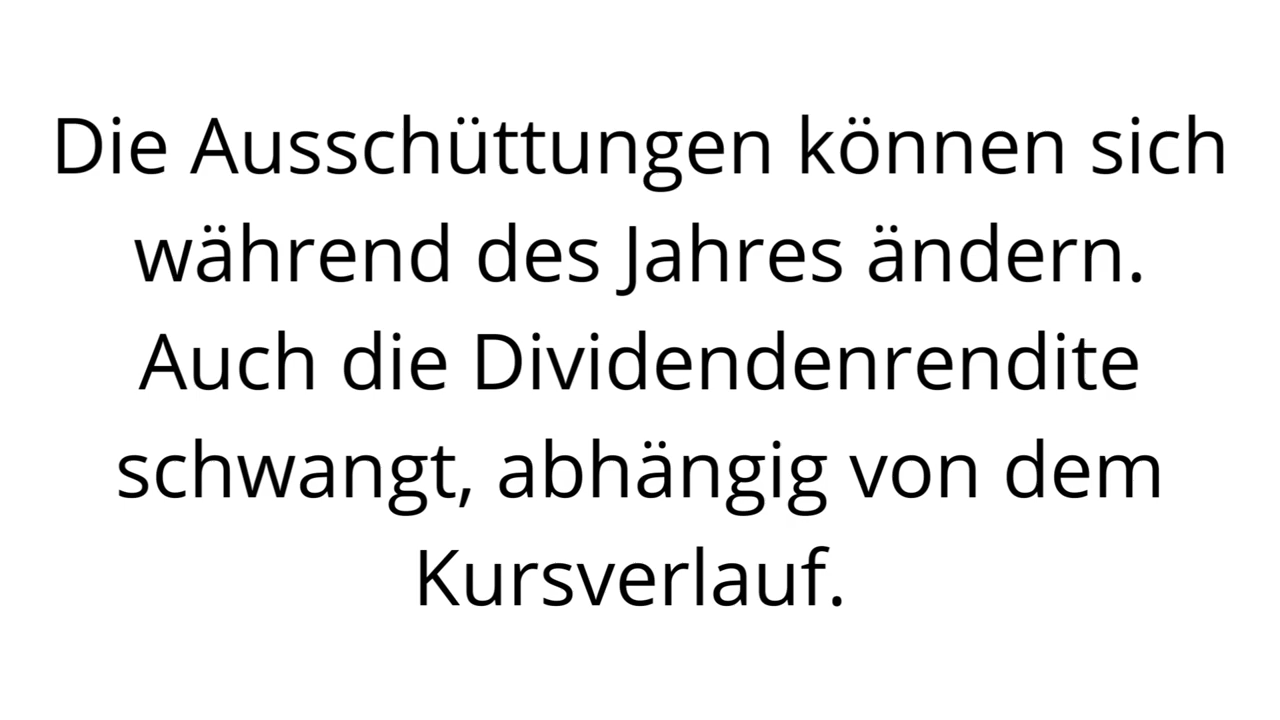 Die Ausschüttungen können sich
während des Jahres ändern.
Auch die Dividendenrendite
schwangt, abhängig von dem
Kursverlauf.